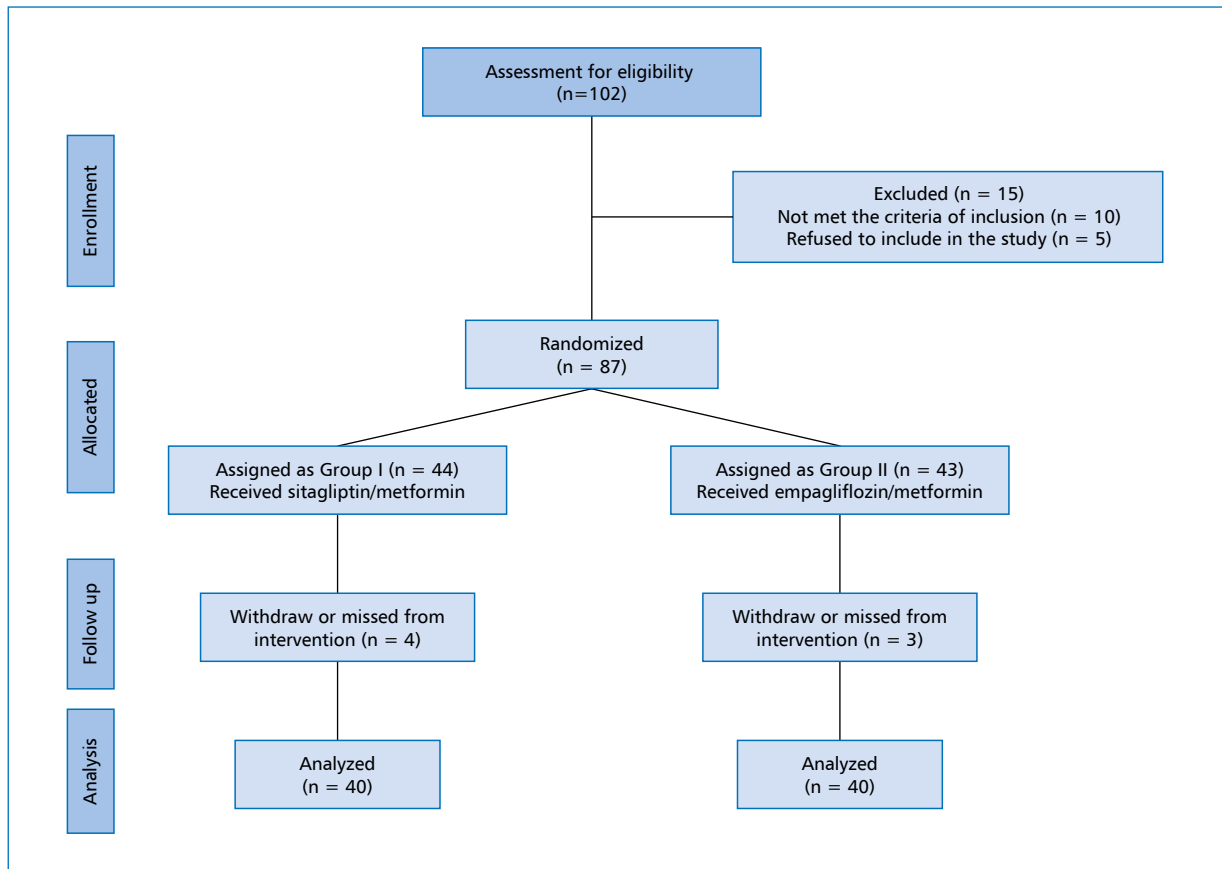 Assessment for eligibility
(n=102)
Enrollment
Excluded (n = 15)
Not met the criteria of inclusion (n = 10)
Refused to include in the study (n = 5)
Randomized
(n = 87)
Allocated
Assigned as Group I (n = 44)
Received sitagliptin/metformin
Assigned as Group II (n = 43)
Received empagliflozin/metformin
Follow up
Withdraw or missed from
intervention (n = 4)
Withdraw or missed from
intervention (n = 3)
Analysis
Analyzed
(n = 40)
Analyzed
(n = 40)